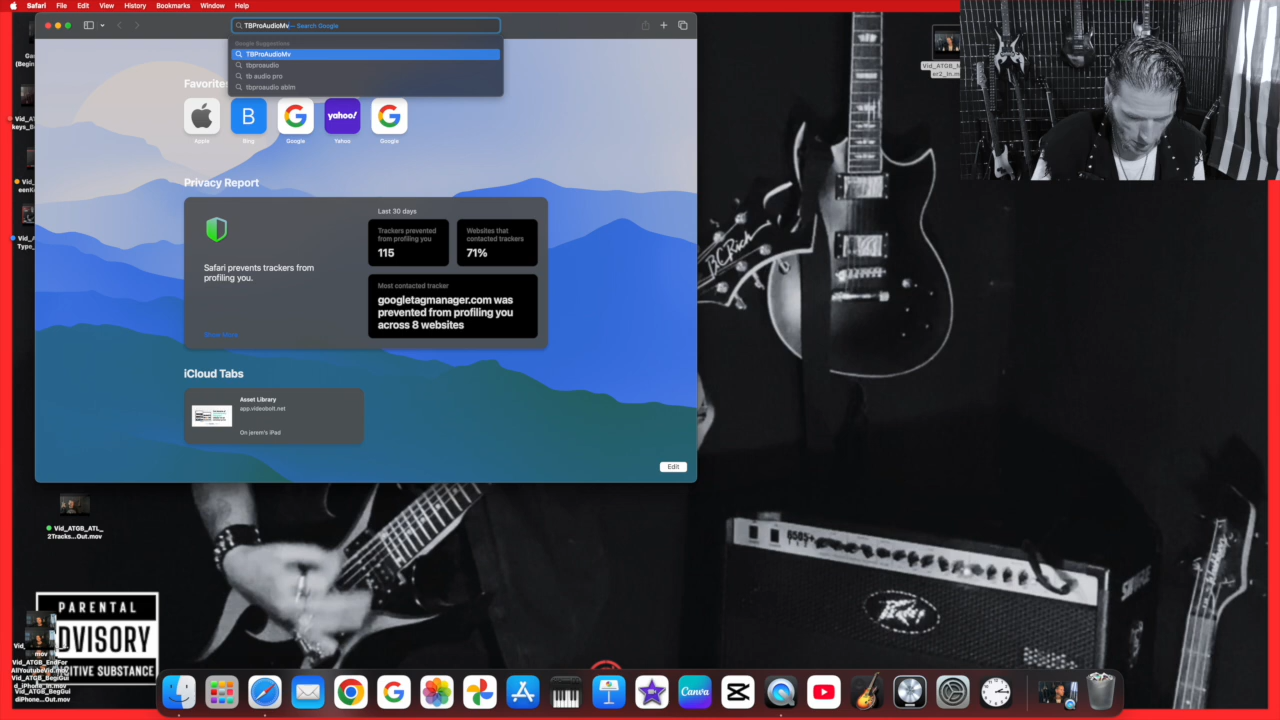 Safari File Edit View History Bookmarks Window Help
TBProAudioMv — Search Google
Google Suggestions
TBProAudioMv
tbproaudio
tb audio pro
tbproaudio ablm
Favorites
B
yahoo!
Apple Bing Google Yahoo Google
Privacy Report
Last 30 days
Trackers prevented from profiling you
115
Websites that contacted trackers
71%
Safari prevents trackers from
profiling you.
Most contacted tracker
googletagmanager.com was
prevented from profiling you
across 8 websites
Show More
iCloud Tabs
Asset Library
app.videobolt.net
On jerem's iPad
Edit
Vid_ATGB_ATL_
2Tracks...Out.mov
BC Rich
6505+
PARENTAL
ADVISORY
Canva